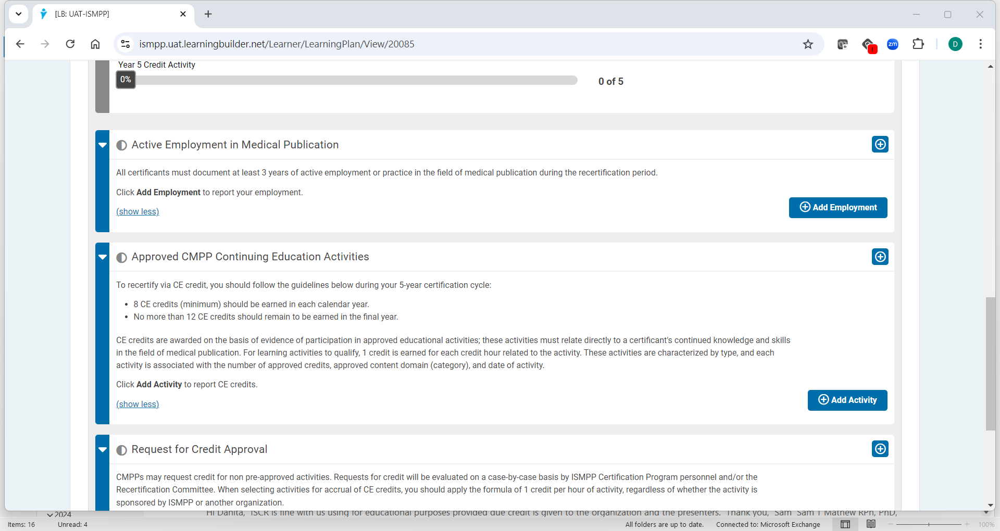 [LB: UAT-ISMPP]
ismpp.uat.learningbuilder.net/Learner/LearningPlan/View/20085
zm
D
Year 5 Credit Activity
0%
0 of 5
Active Employment in Medical Publication
All certificants must document at least 3 years of active employment or practice in the field of medical publication during the recertification period.
Click Add Employment to report your employment.
(show less)
Add Employment
Approved CMPP Continuing Education Activities
To recertify via CE credit, you should follow the guidelines below during your 5-year certification cycle:
• 8 CE credits (minimum) should be earned in each calendar year.
• No more than 12 CE credits should remain to be earned in the final year.
CE credits are awarded on the basis of evidence of participation in approved educational activities; these activities must relate directly to a certificant's continued knowledge and skills
in the field of medical publication. For learning activities to qualify, 1 credit is earned for each credit hour related to the activity. These activities are characterized by type, and each
activity is associated with the number of approved credits, approved content domain (category), and date of activity.
Click Add Activity to report CE credits.
(show less)
Add Activity
Request for Credit Approval
CMPPs may request credit for non pre-approved activities. Requests for credit will be evaluated on a case-by-case basis by ISMPP Certification Program personnel and/or the
Recertification Committee. When selecting activities for accrual of CE credits, you should apply the formula of 1 credit per hour of activity, regardless of whether the activity is
sponsored by ISMPP or another organization.
2024
Hi Danita, ISCR is fine with us using for educational purposes provided due credit is given to the organization and the presenters. Thank you, Sam Sam T Mathew RPh, PhD,
Items: 16
Unread: 4
All folders are up to date.
Connected to: Microsoft Exchange
100%